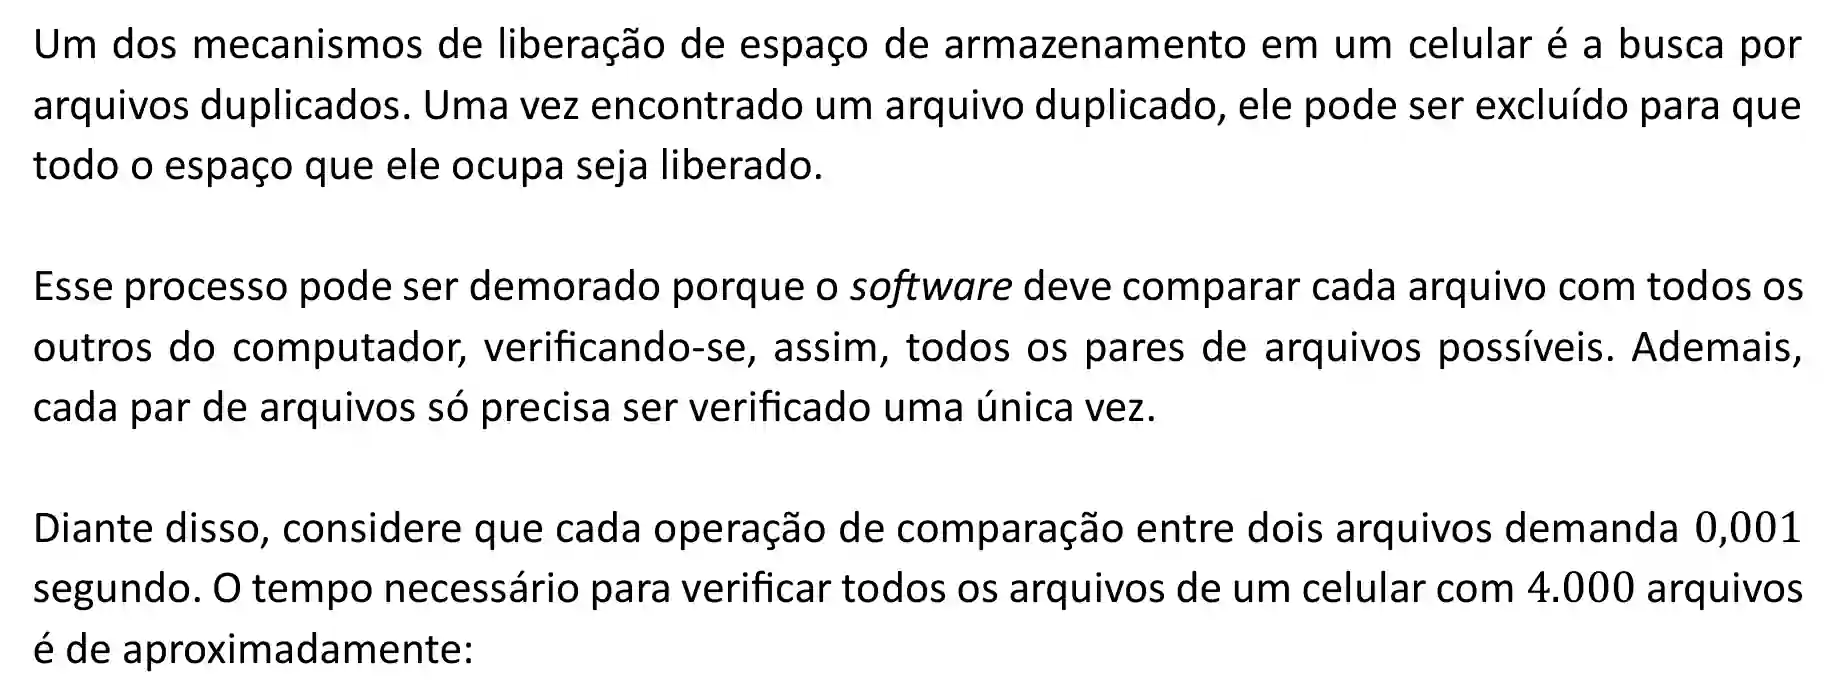 Um dos mecanismos de liberação de espaço de armazenamento em um celular é a busca por
arquivos duplicados. Uma vez encontrado um arquivo duplicado, ele pode ser excluído para que
todo o espaço que ele ocupa seja liberado.
Esse processo pode ser demorado porque o software deve comparar cada arquivo com todos os
outros do computador, verificando-se, assim, todos os pares de arquivos possíveis. Ademais,
cada par de arquivos só precisa ser verificado uma única vez.
Diante disso, considere que cada operação de comparação entre dois arquivos demanda 0,001
segundo. O tempo necessário para verificar todos os arquivos de um celular com 4.000 arquivos
é de aproximadamente: